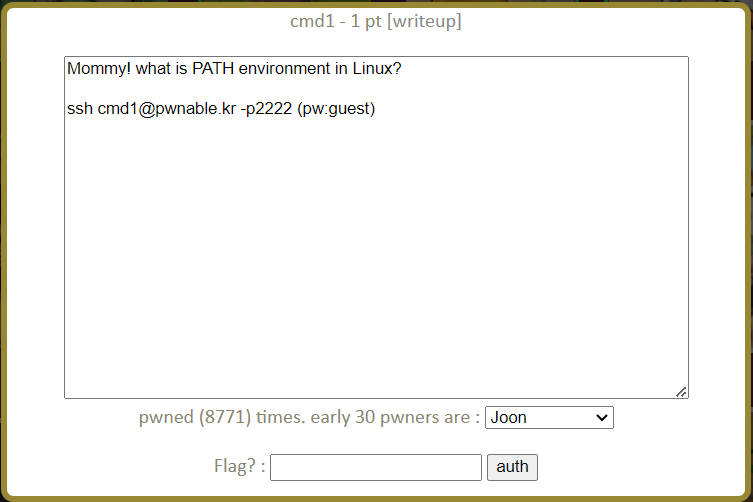 cmd1 - 1 pt [writeup]
Mommy! what is PATH environment in Linux?
ssh cmd1@pwnable.kr -p2222 (pw:guest)
pwned (8771) times. early 30 pwners are : Joon
Flag? : auth